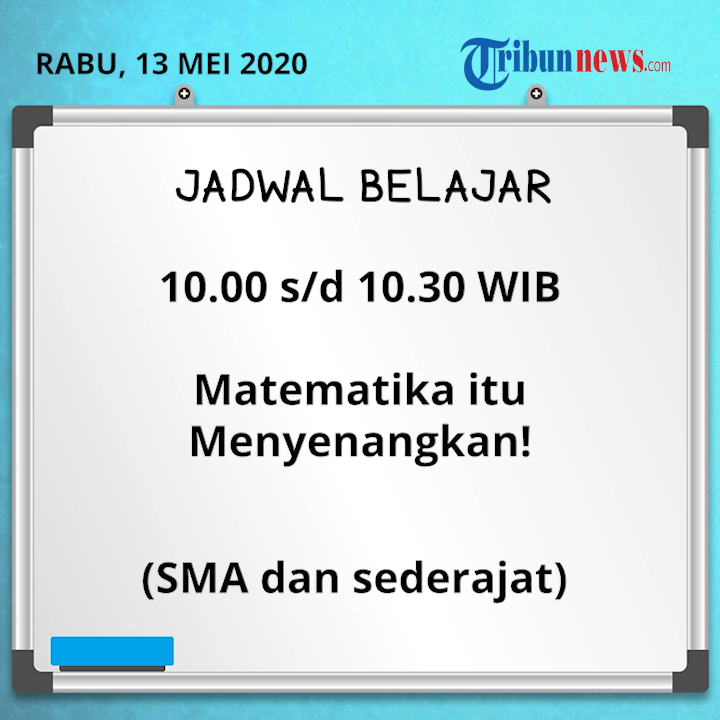 RABU, 13 MEI 2020
Tribunnews.com
JADWAL BELAJAR
10.00 s/d 10.30 WIB
Matematika itu
Menyenangkan!
(SMA dan sederajat)